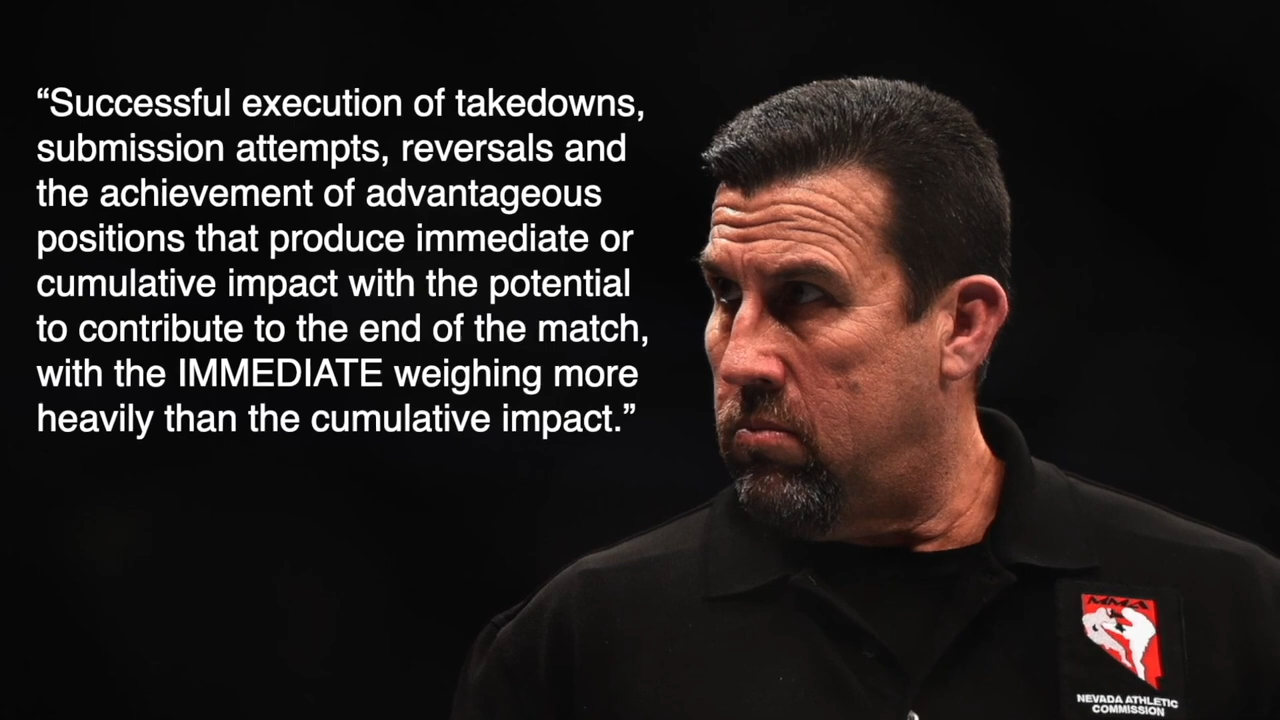 “Successful execution of takedowns,
submission attempts, reversals and
the achievement of advantageous
positions that produce immediate or
cumulative impact with the potential
to contribute to the end of the match,
with the IMMEDIATE weighing more
heavily than the cumulative impact.”
MMA
NEVADA ATHLETIC
COMMISSION